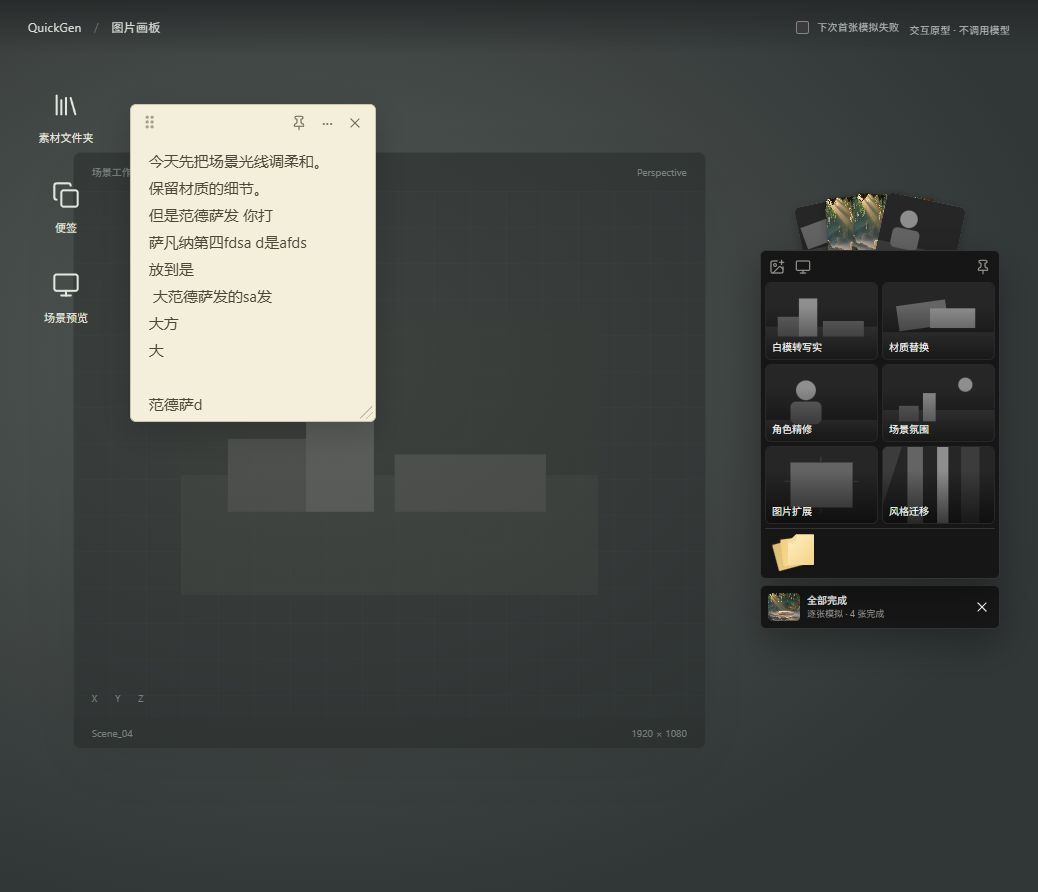 QuickGen / 图片画板
下次首张模拟失败
交互原型 - 不调用模型
素材文件夹
便签
场景预览
场景工作
Perspective
今天先把场景光线调柔和。
保留材质的细节。
但是范德萨发 你打
萨凡纳第四fdsa d是afds
放到是
大范德萨发的sa发
大方
大
范德萨d
X Y Z
Scene_04
1920 × 1080
白模转写实
材质替换
角色精修
场景氛围
图片扩展
风格迁移
全部完成
逐张模拟 · 4 张完成